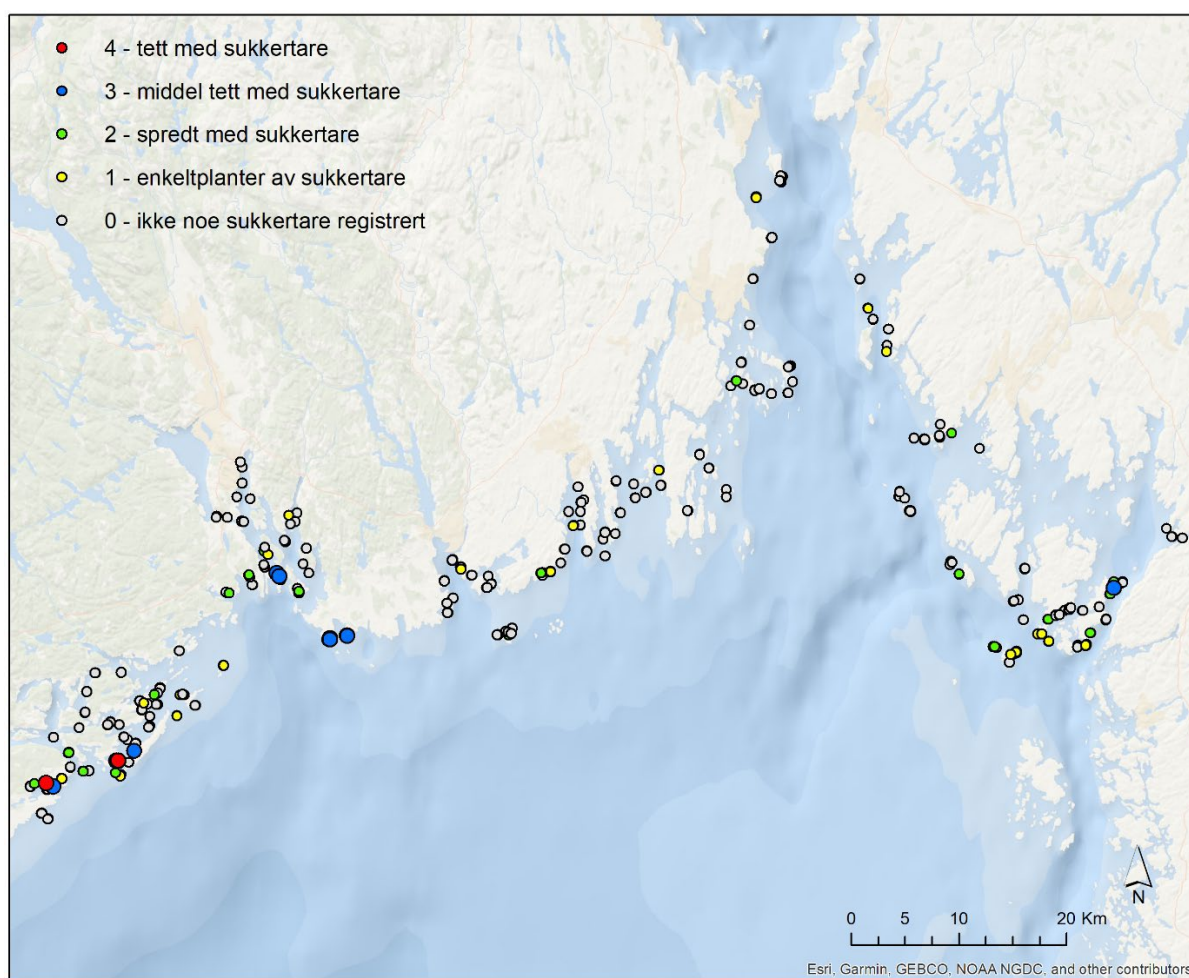 4 - tett med sukkertare
3 - middel tett med sukkertare
2 - spredt med sukkertare
1 - enkeltplanter av sukkertare
0 - ikke noe sukkertare registrert
N
0 5 10 20 Km
Esri, Garmin, GEBCO, NOAA NGDC, and other contributors